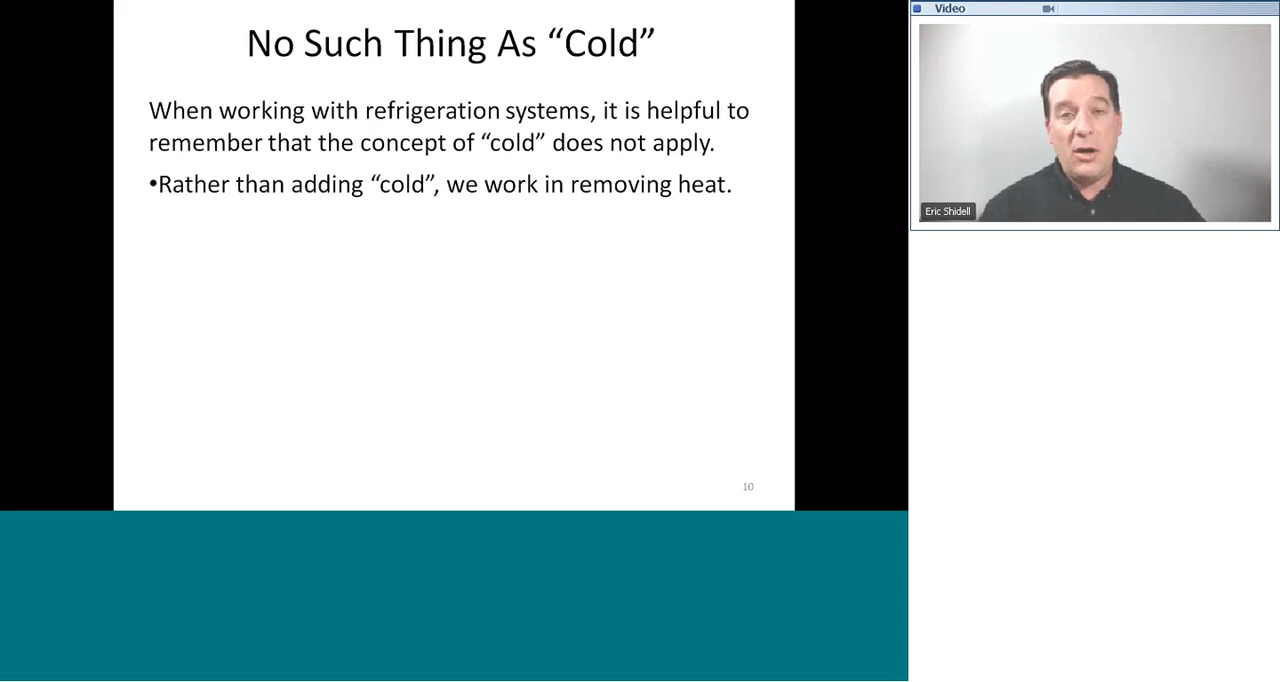 No Such Thing As “Cold”
When working with refrigeration systems, it is helpful to
remember that the concept of “cold” does not apply.
•Rather than adding “cold”, we work in removing heat.
10
Video
Eric Shidell